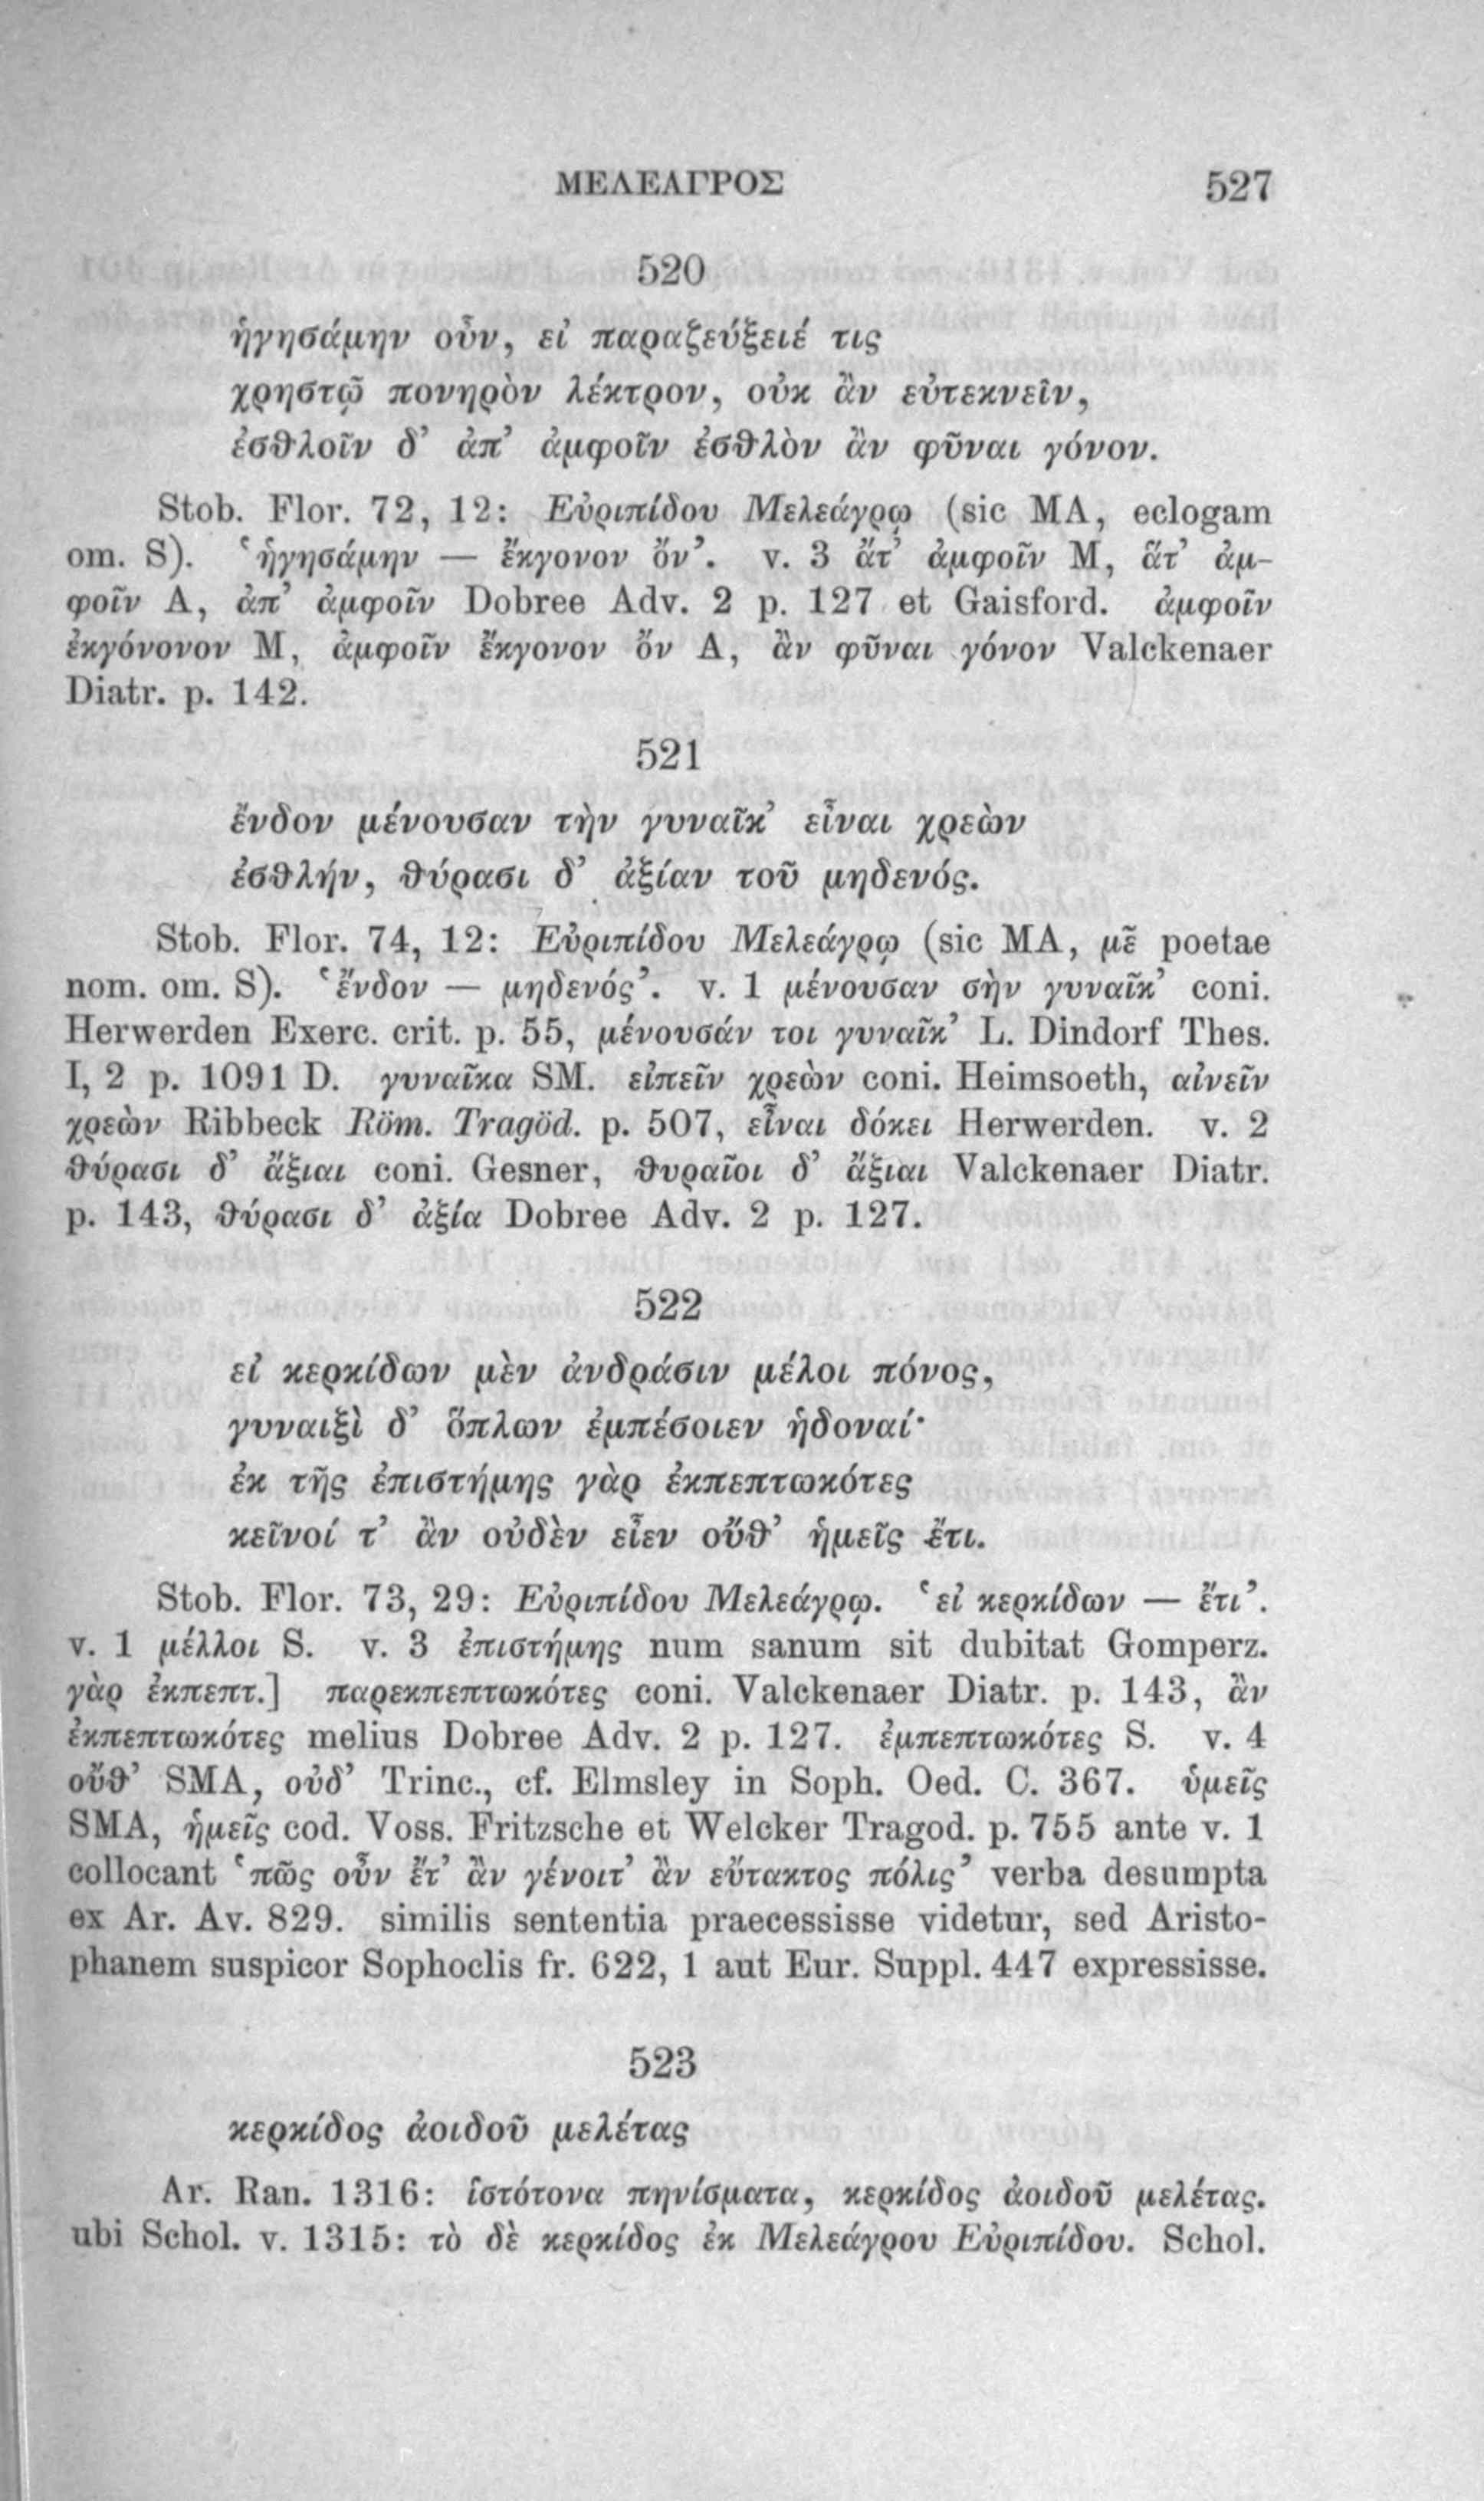 ΜΕΛΕΑΓΡΟΣ 527
520
ἡγησάμην οὖν, εἰ παραζεύξειέ τις
χρηστῷ πονηρὸν λέκτρον, οὐκ ἂν εὐτεκνεῖν,
ἐσθλοῖν δ’ ἀπ’ ἀμφοῖν ἐσθλὸν ἂν φῦναι γόνον.
Stob. Flor. 72, 12: Εὐριπίδου Μελεάγρῳ (sic MA, eclogam
om. S). ‘ἡγησάμην — ἔκγονον ὄν’. v. 3 ἄτ’ ἀμφοῖν M, ἅτ’ ἀμ-
φοῖν A, ἀπ’ ἀμφοῖν Dobree Adv. 2 p. 127 et Gaisford. ἀμφοῖν
ἐκγόνονον M, ἀμφοῖν ἔκγονον ὄν A, ἂν φῦναι γόνον Valckenaer
Diatr. p. 142.
521
ἔνδον μένουσαν τὴν γυναῖκ’ εἶναι χρεὼν
ἐσθλήν, θύρασι δ’ ἀξίαν τοῦ μηδενός.
Stob. Flor. 74, 12: Εὐριπίδου Μελεάγρῳ (sic MA, με͂ poetae
nom. om. S). ‘ἔνδον — μηδενός’. v. 1 μένουσαν σὴν γυναῖκ’ coni.
Herwerden Exerc. crit. p. 55, μένουσάν τοι γυναῖκ’ L. Dindorf Thes.
I, 2 p. 1091 D. γυναῖκα SM. εἰπεῖν χρεὼν coni. Heimsoeth, αἰνεῖν
χρεὼν Ribbeck Röm. Tragöd. p. 507, εἶναι δόκει Herwerden. v. 2
θύρασι δ’ ἄξιαι coni. Gesner, θυραῖοι δ’ ἄξιαι Valckenaer Diatr.
p. 143, θύρασι δ’ ἀξία Dobree Adv. 2 p. 127.
522
εἰ κερκίδων μὲν ἀνδράσιν μέλοι πόνος,
γυναιξὶ δ’ ὅπλων ἐμπέσοιεν ἡδοναί·
ἐκ τῆς ἐπιστήμης γὰρ ἐκπεπτωκότες
κεῖνοί τ’ ἂν οὐδὲν εἶεν οὔθ’ ἡμεῖς ἔτι.
Stob. Flor. 73, 29: Εὐριπίδου Μελεάγρῳ. ‘εἰ κερκίδων — ἔτι’.
v. 1 μέλλοι S. v. 3 ἐπιστήμης num sanum sit dubitat Gomperz.
γὰρ ἐκπεπτ.] παρεκπεπτωκότες coni. Valckenaer Diatr. p. 143, ἂν
ἐκπεπτωκότες melius Dobree Adv. 2 p. 127. ἐμπεπτωκότες S. v. 4
οὔθ’ SMA, οὐδ’ Trinc., cf. Elmsley in Soph. Oed. C. 367. ὑμεῖς
SMA, ἡμεῖς cod. Voss. Fritzsche et Welcker Tragod. p. 755 ante v. 1
collocant ‘πῶς οὖν ἔτ’ ἂν γένοιτ’ ἂν εὔτακτος πόλις’ verba desumpta
ex Ar. Av. 829. similis sententia praecessisse videtur, sed Aristo-
phanem suspicor Sophoclis fr. 622, 1 aut Eur. Suppl. 447 expressisse.
523
κερκίδος ἀοιδοῦ μελέτας
Ar. Ran. 1316: ἱστότονα πηνίσματα, κερκίδος ἀοιδοῦ μελέτας.
ubi Schol. v. 1315: τὸ δὲ κερκίδος ἐκ Μελεάγρου Εὐριπίδου. Schol.